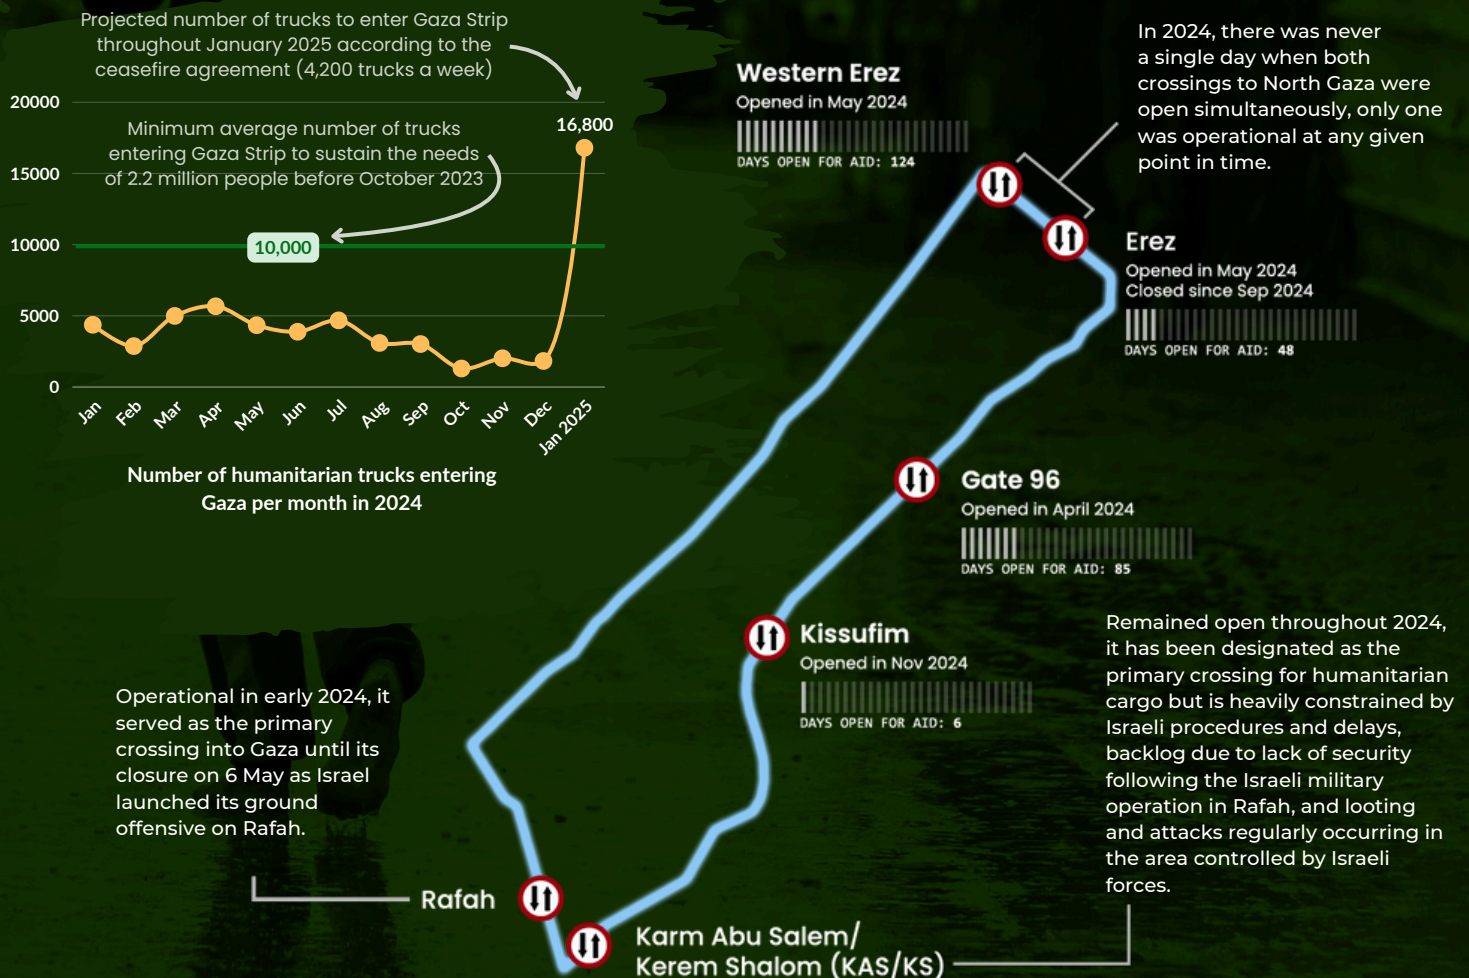 Projected number of trucks to enter Gaza Strip
throughout January 2025 according to the
ceasefire agreement (4,200 trucks a week)
20000
16,800
Minimum average number of trucks
entering Gaza Strip to sustain the needs
of 2.2 million people before October 2023
15000
10000
10,000
5000
0
Jan
Feb
Mar
Apr
May
Jun
Jul
Aug
Sep
Oct
Nov
Dec
Jan 2025
Number of humanitarian trucks entering
Gaza per month in 2024
Western Erez
Opened in May 2024
DAYS OPEN FOR AID: 124
In 2024, there was never
a single day when both
crossings to North Gaza were
open simultaneously, only one
was operational at any given
point in time.
Erez
Opened in May 2024
Closed since Sep 2024
DAYS OPEN FOR AID: 48
Gate 96
Opened in April 2024
DAYS OPEN FOR AID: 85
Kissufim
Opened in Nov 2024
DAYS OPEN FOR AID: 6
Remained open throughout 2024,
it has been designated as the
primary crossing for humanitarian
cargo but is heavily constrained by
Israeli procedures and delays,
backlog due to lack of security
following the Israeli military
operation in Rafah, and looting
and attacks regularly occurring in
the area controlled by Israeli
forces.
Operational in early 2024, it
served as the primary
crossing into Gaza until its
closure on 6 May as Israel
launched its ground
offensive on Rafah.
Rafah
Karm Abu Salem/
Kerem Shalom (KAS/KS)